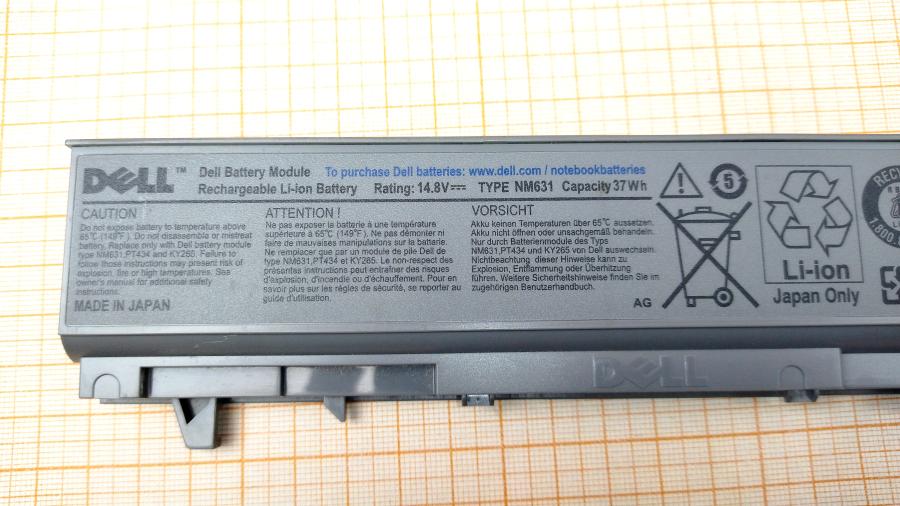 DELL™
Dell Battery Module To purchase Dell batteries: www.dell.com / notebookbatteries
Rechargeable Li-ion Battery Rating: 14.8V⎓ TYPE NM631 Capacity 37Wh
CAUTION
Do not expose battery to temperature above
65°C (149°F ). Do not disassemble or mistreat
battery. Replace only with Dell battery module
type NM631,PT434 and KY265. Failure to
follow those instructions may present risk of
explosion, fire or high temperatures. See
owner's manual for additional safety
instructions.
MADE IN JAPAN
ATTENTION !
Ne pas exposer la batterie à une température
supérieure à 65°C (149°F). Ne pas démonter ni
faire de mauvaises manipulations sur la batterie.
Ne remplacer que par un module de pile Dell de
type NM631,PT434 et KY265. Le non-respect des
présentes instructions peut entraîner des risques
d'explosion, d'incendie ou d'échauffement. Pour en
savoir plus sur les règles de sécurité, se reporter au
guide d'utilisation.
VORSICHT
Akku keinen Temperaturen über 65°C aussetzen.
Akku nicht öffnen oder unsachgemäß behandeln.
Nur durch Batterienmodule des Typs
NM631,PT434 und KY265 von Dell auswechseln.
Nichtbeachtung dieser Hinweise kann zu
Explosion, Entflammung oder Überhitzung
führen. Weitere Sicherheitshinweise finden Sie im
zugehörigen Benutzerhandbuch.
AG
!
5
Li-ion
Japan Only
RECY
1.800.
DELL